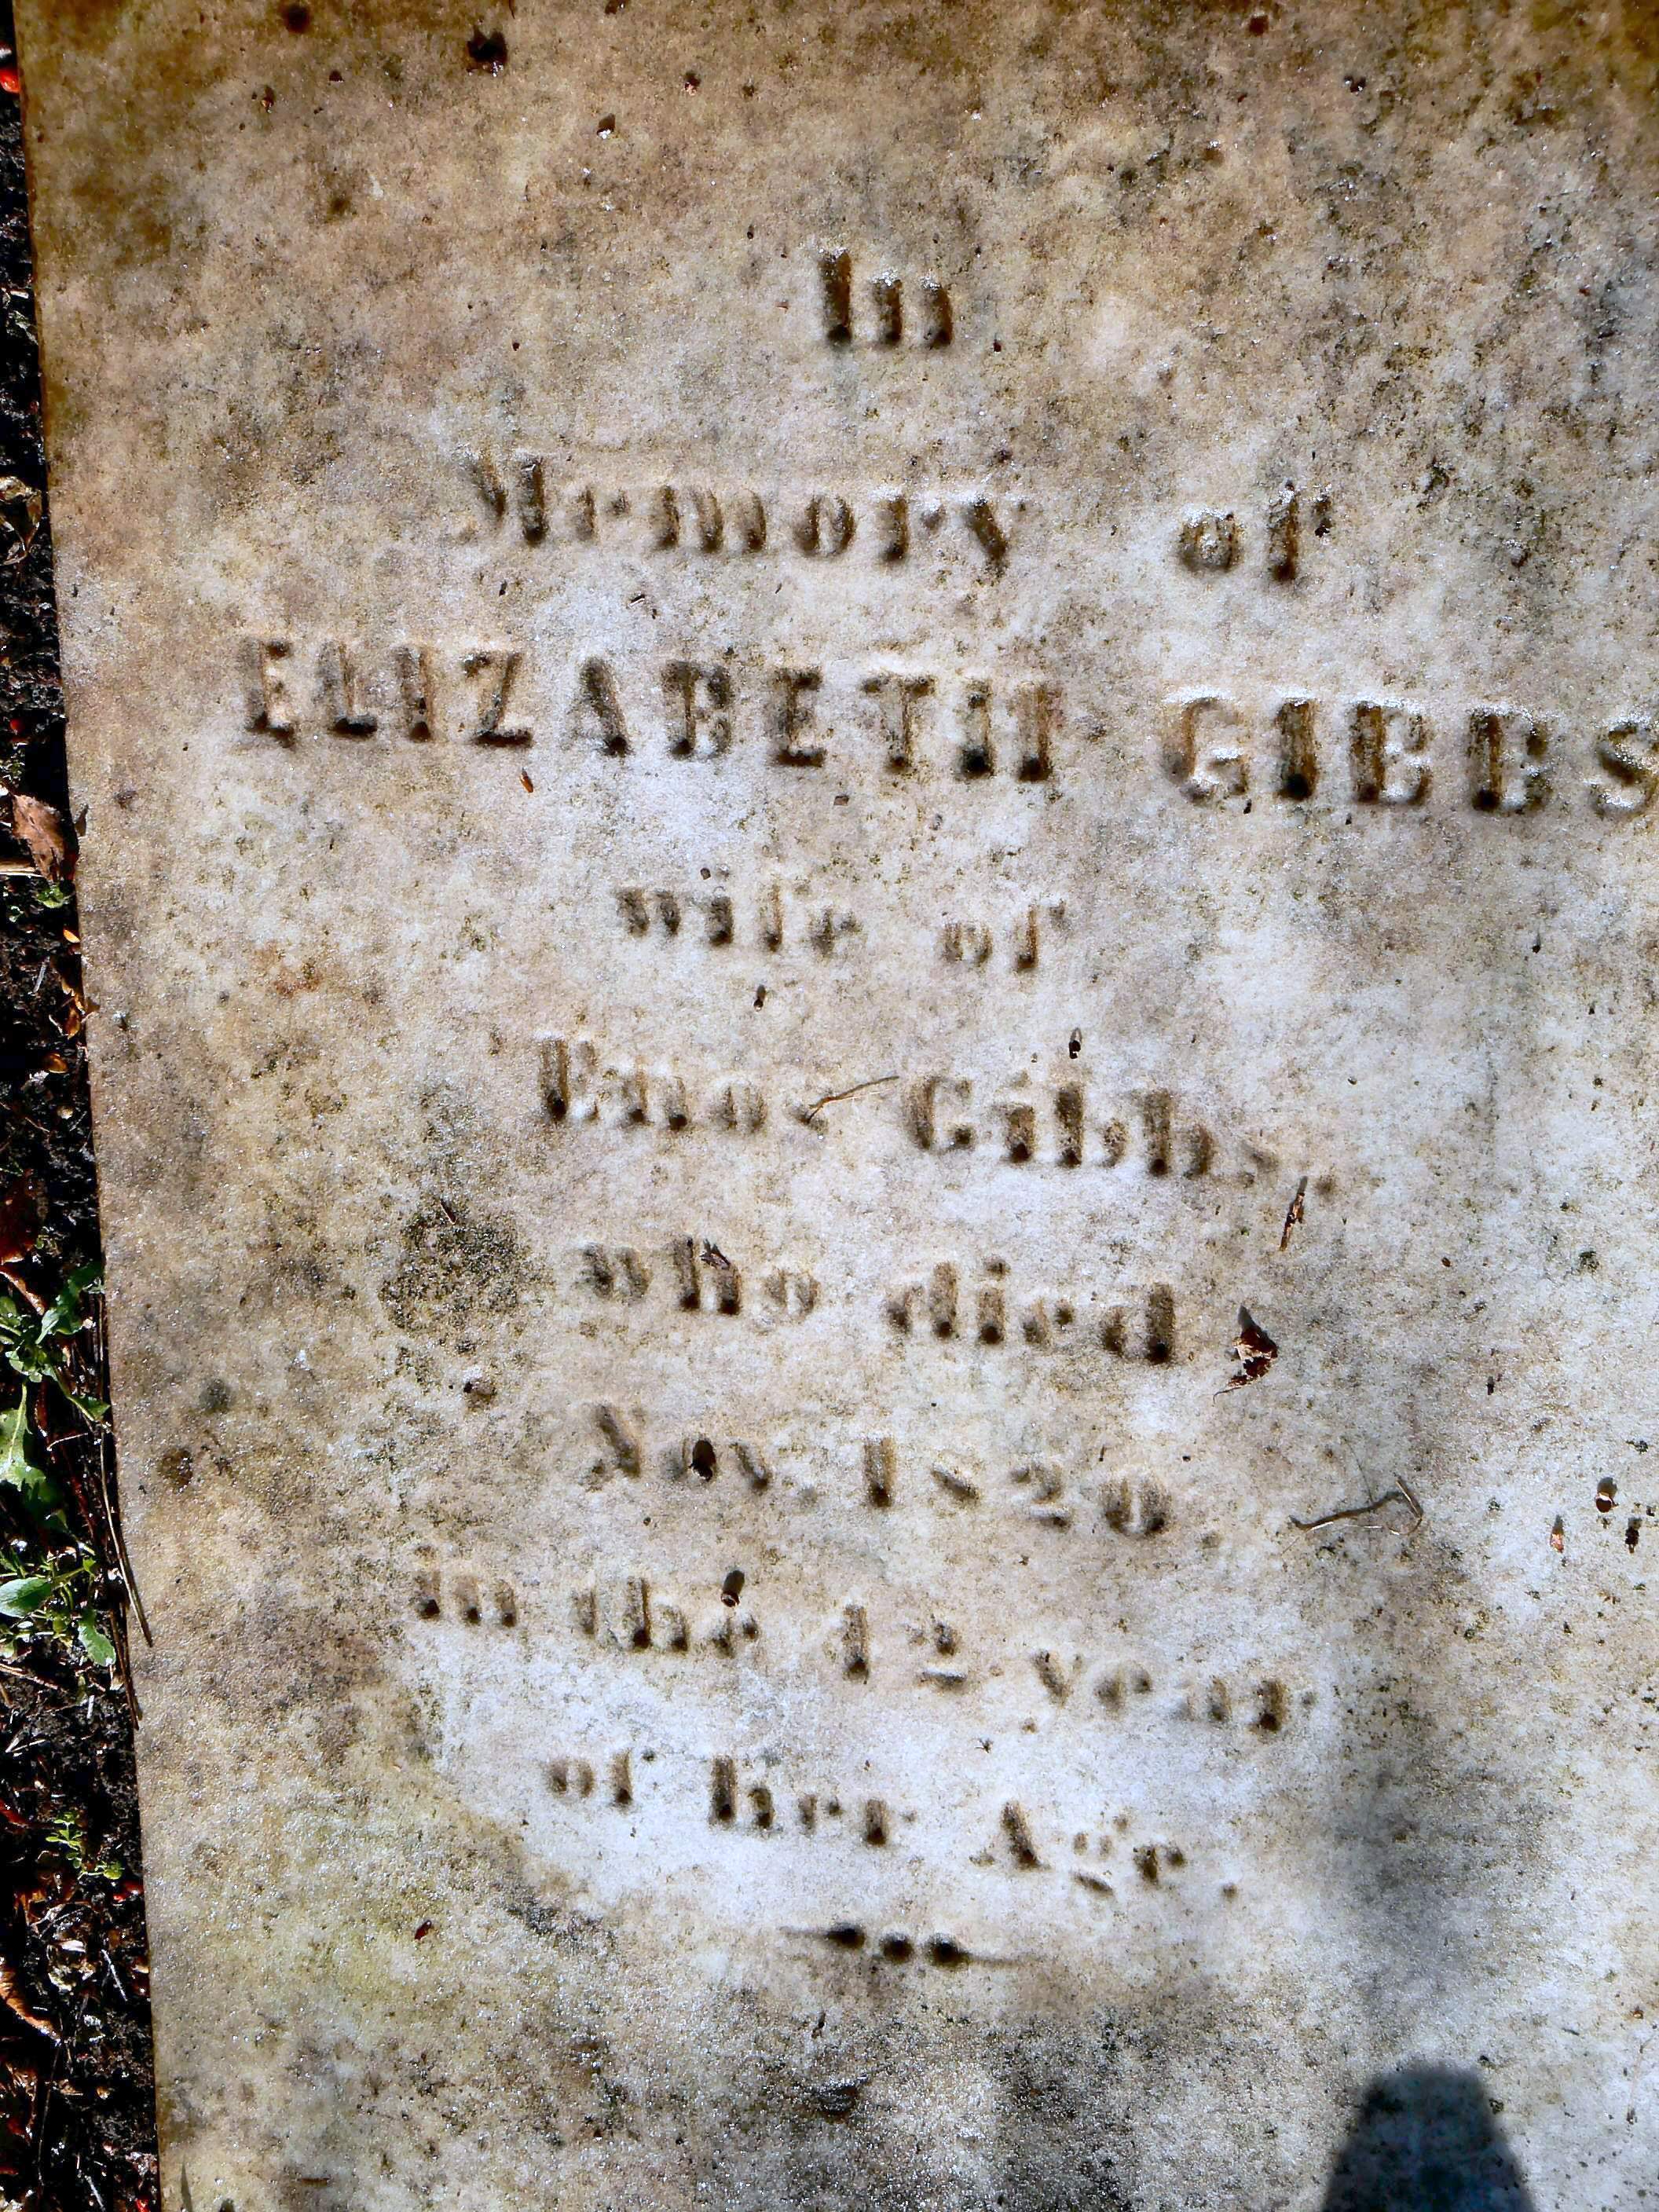 In
Memory of
ELIZABETH GIBBS
wife of
Enos Gibbs.
who died
Nov. 1820.
in the 42 year
of her Age.